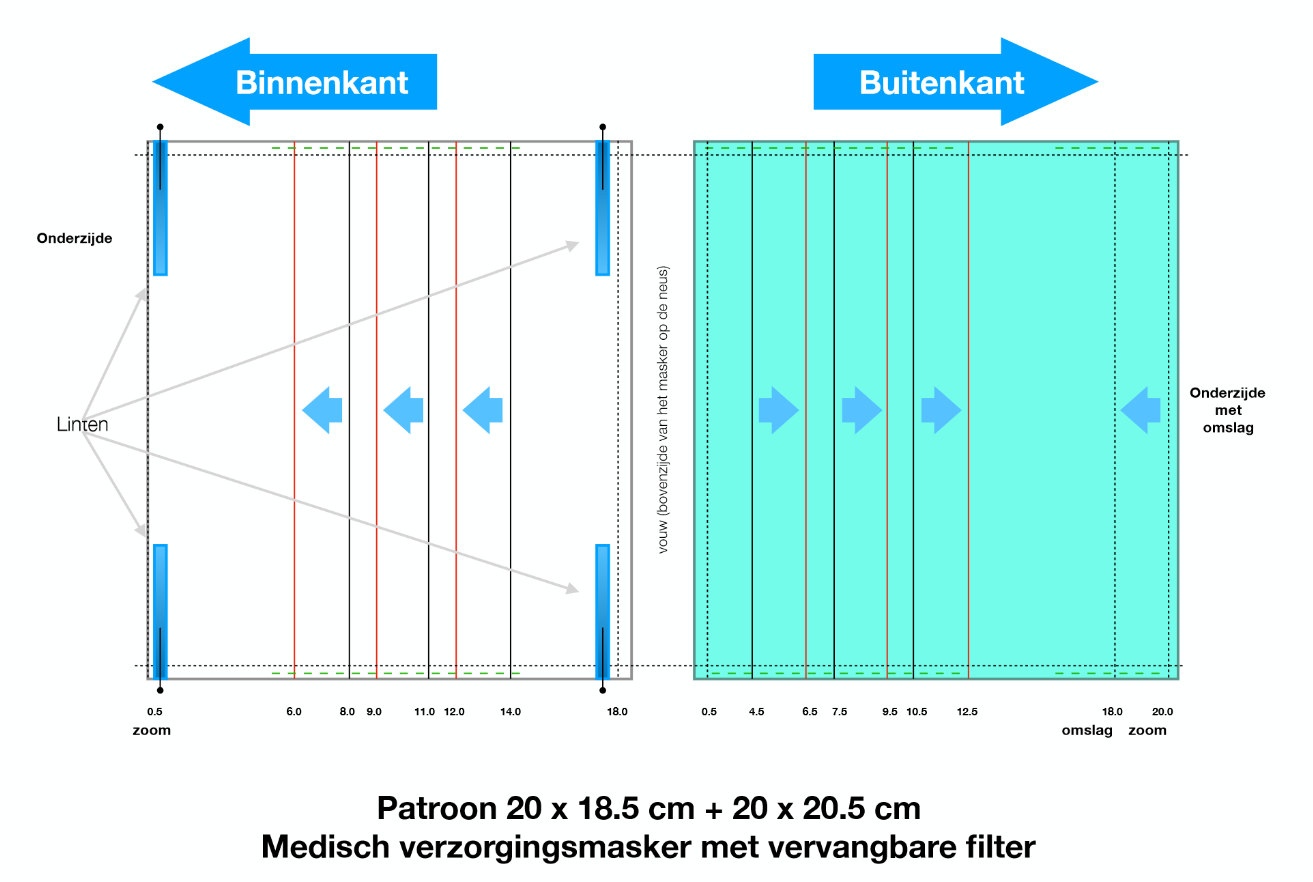 Binnenkant
Buitenkant
Onderzijde
Linten
vouw (bovenzijde van het masker op de neus)
Onderzijde
met
omslag
0.5 6.0 8.0 9.0 11.0 12.0 14.0 18.0
zoom
0.5 4.5 6.5 7.5 9.5 10.5 12.5 18.0 20.0
omslag zoom
Patroon 20 x 18.5 cm + 20 x 20.5 cm
Medisch verzorgingsmasker met vervangbare filter